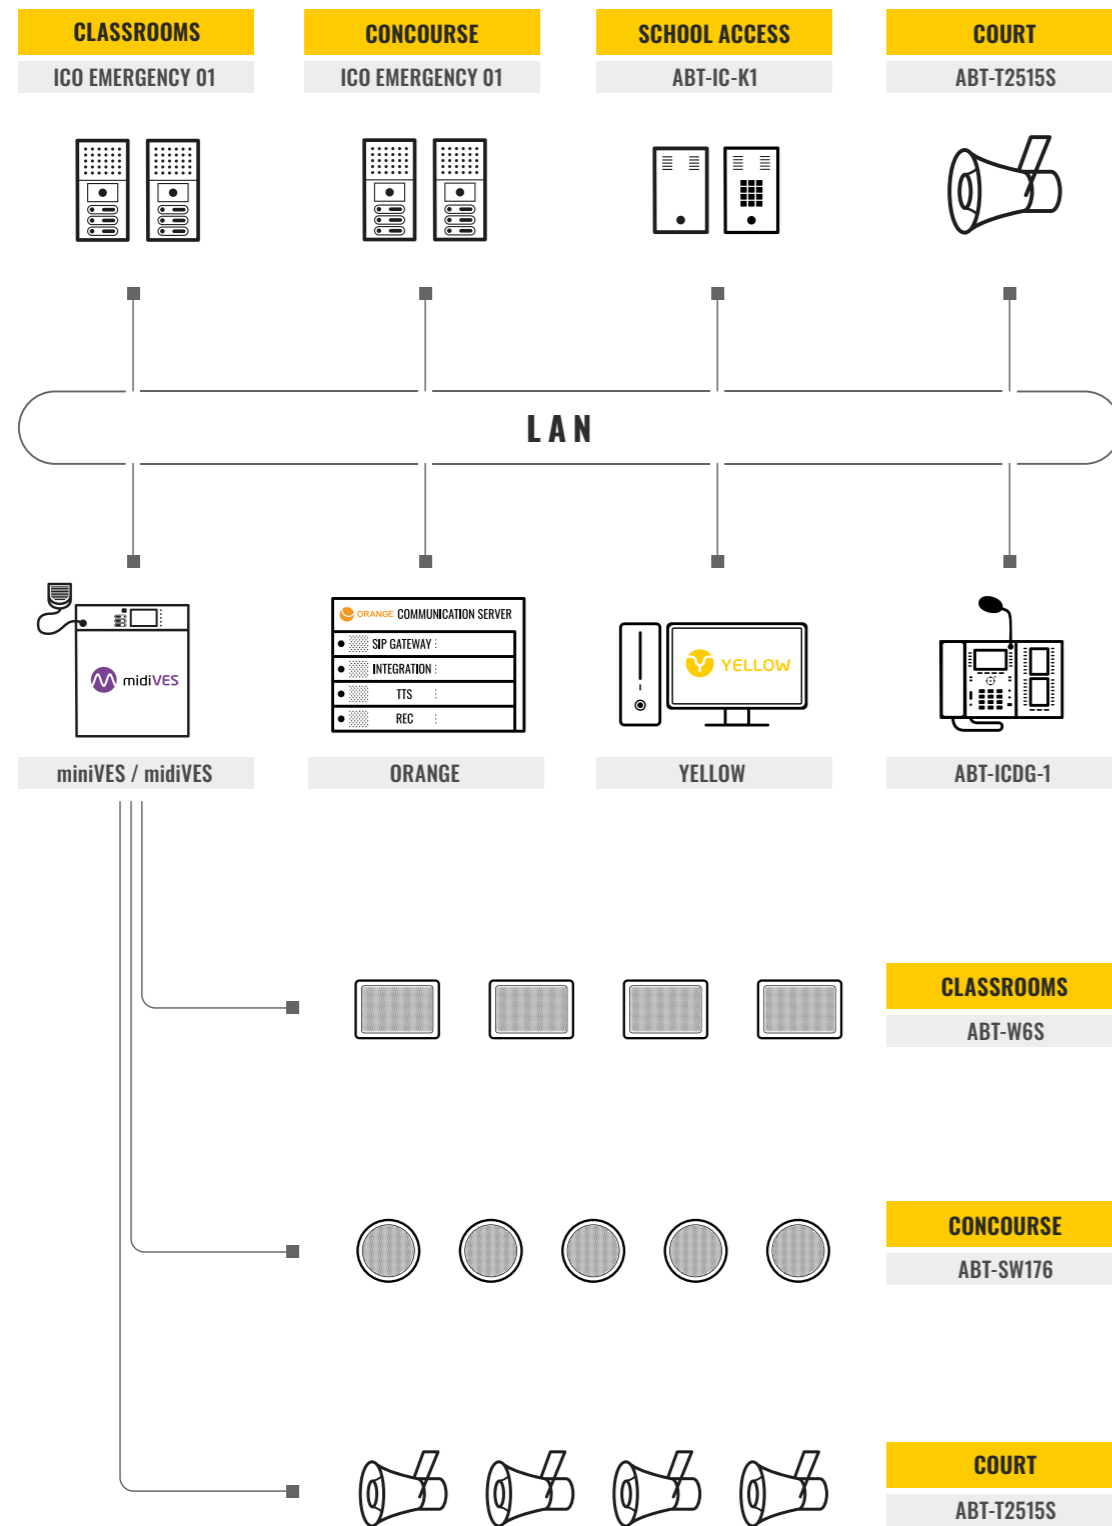 CLASSROOMS
ICO EMERGENCY 01
CONCOURSE
ICO EMERGENCY 01
SCHOOL ACCESS
ABT-IC-K1
COURT
ABT-T2515S
LAN
midiVES
miniVES / midiVES
ORANGE COMMUNICATION SERVER
SIP GATEWAY
INTEGRATION
TTS
REC
ORANGE
YELLOW
YELLOW
ABT-ICDG-1
CLASSROOMS
ABT-W6S
CONCOURSE
ABT-SW176
COURT
ABT-T2515S